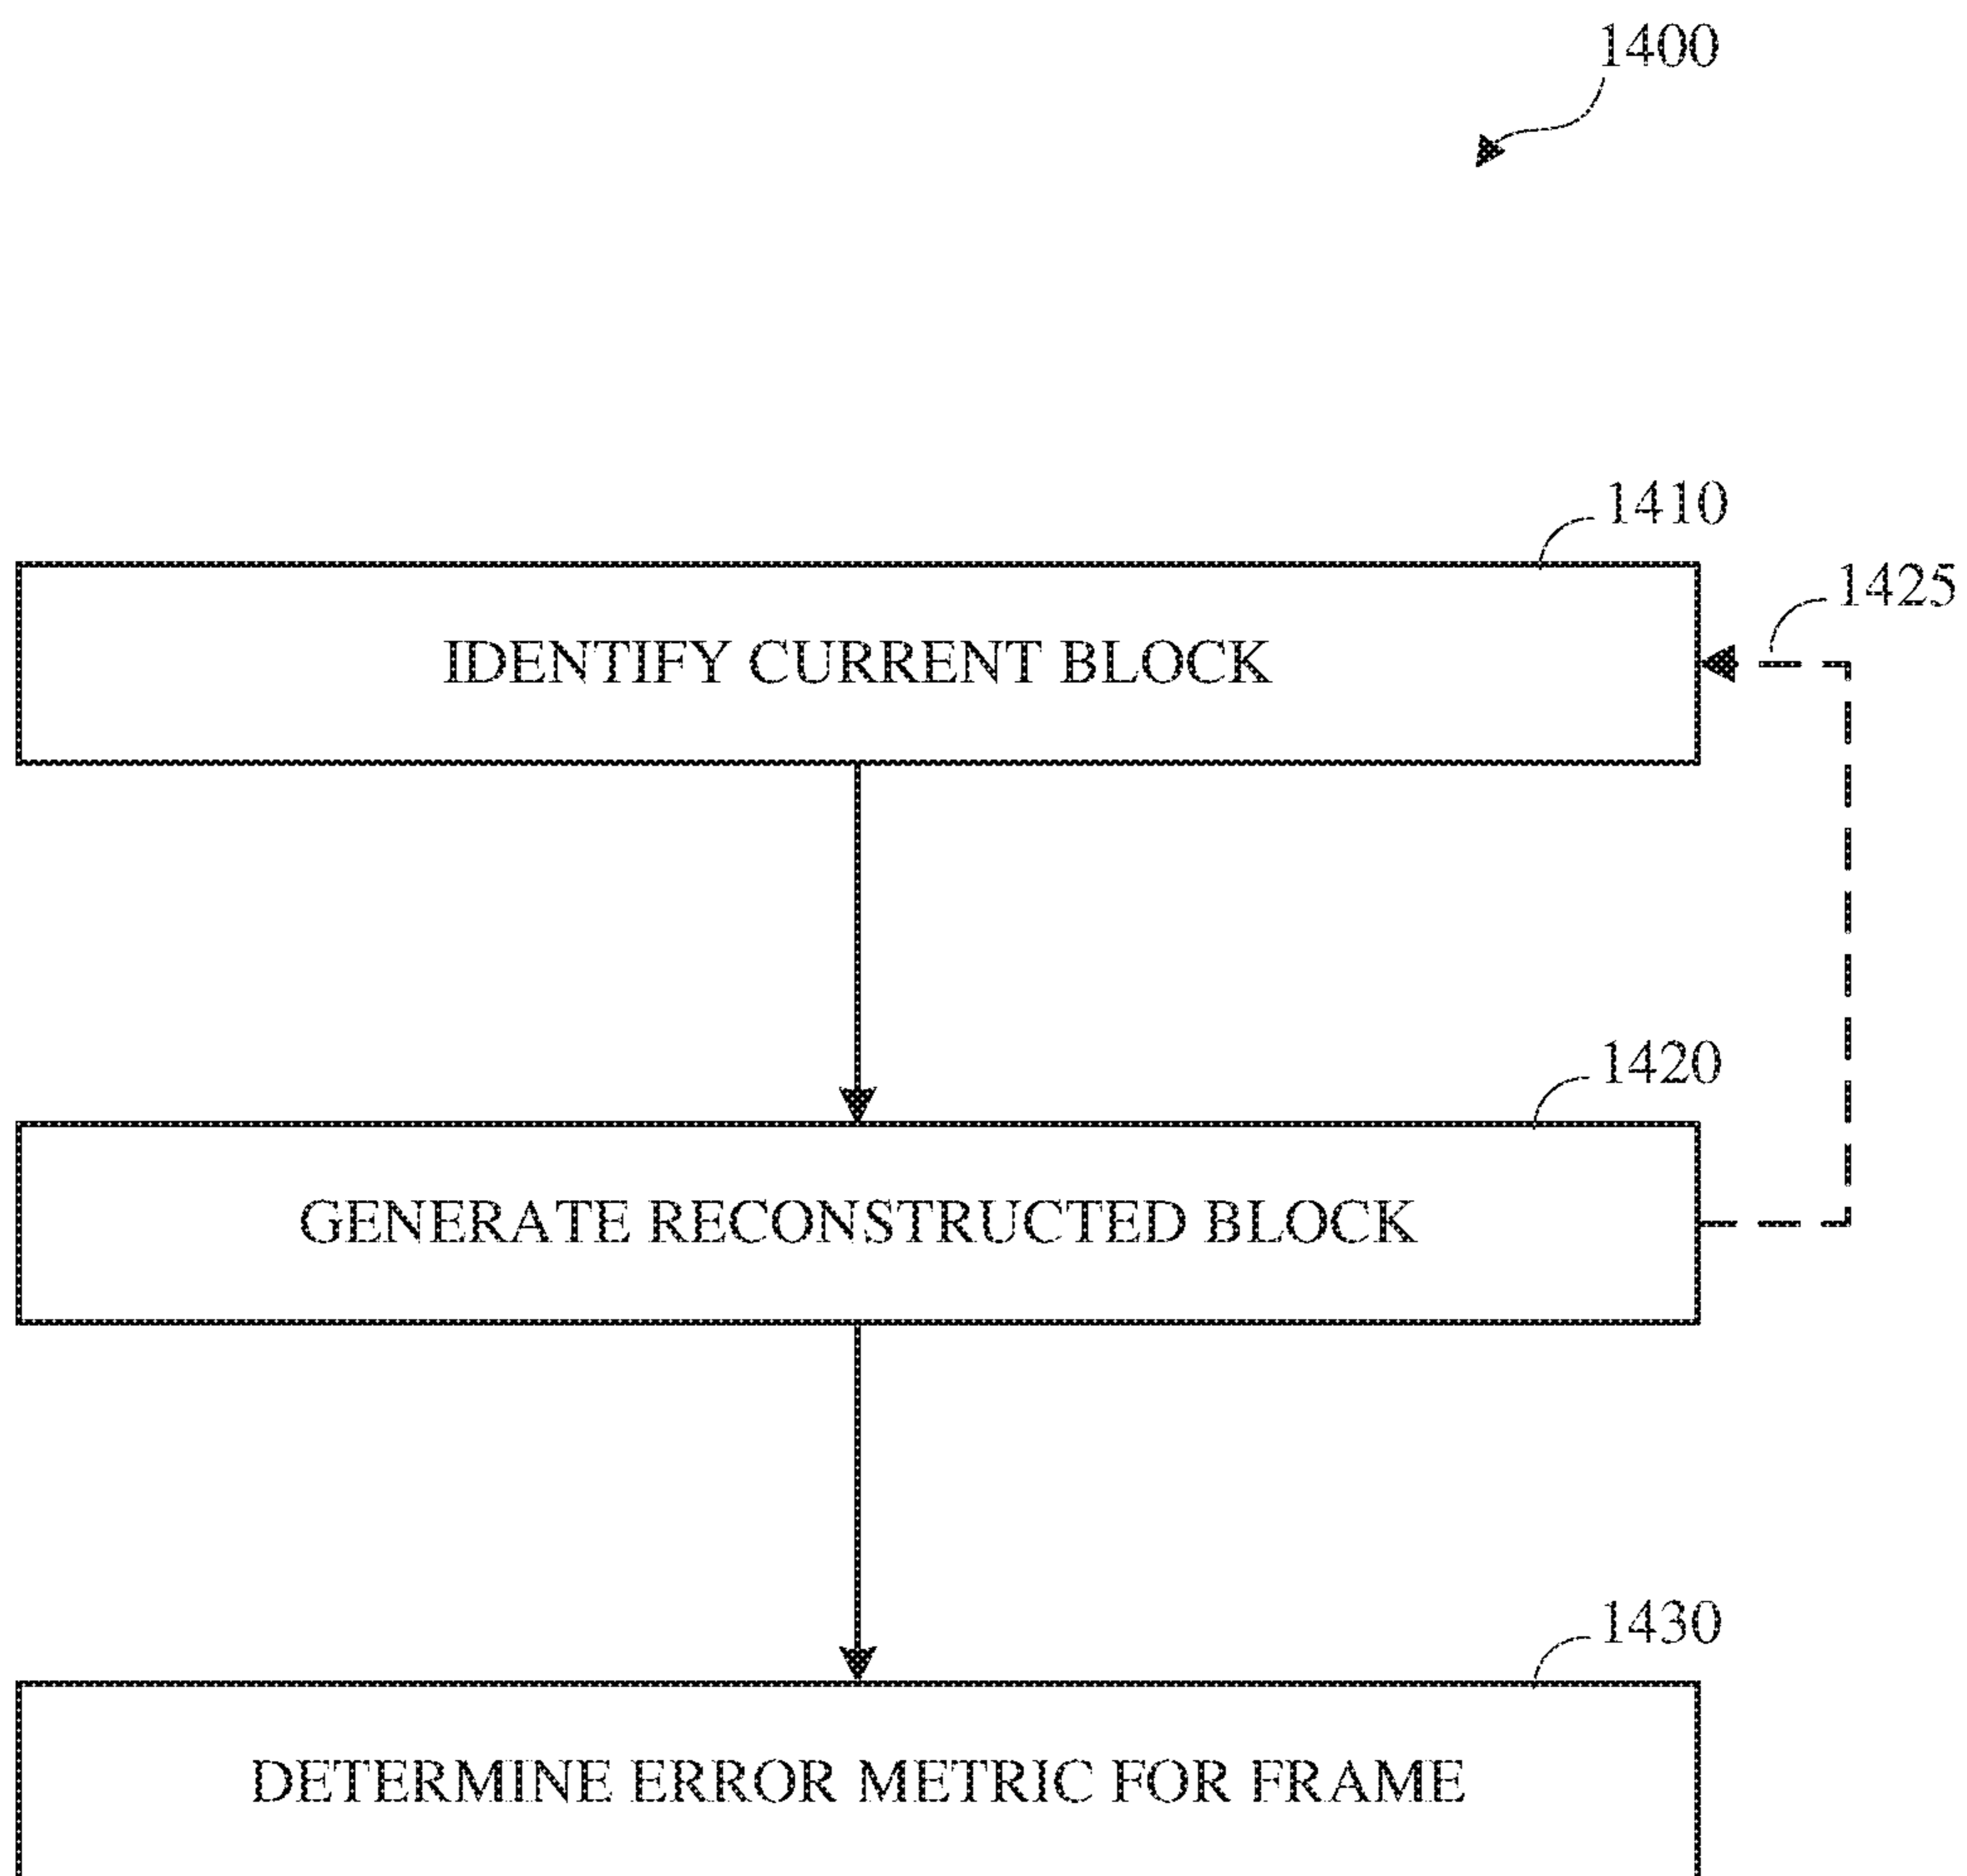 1400
1410
1425
IDENTIFY CURRENT BLOCK
1420
GENERATE RECONSTRUCTED BLOCK
1430
DETERMINE ERROR METRIC FOR FRAME